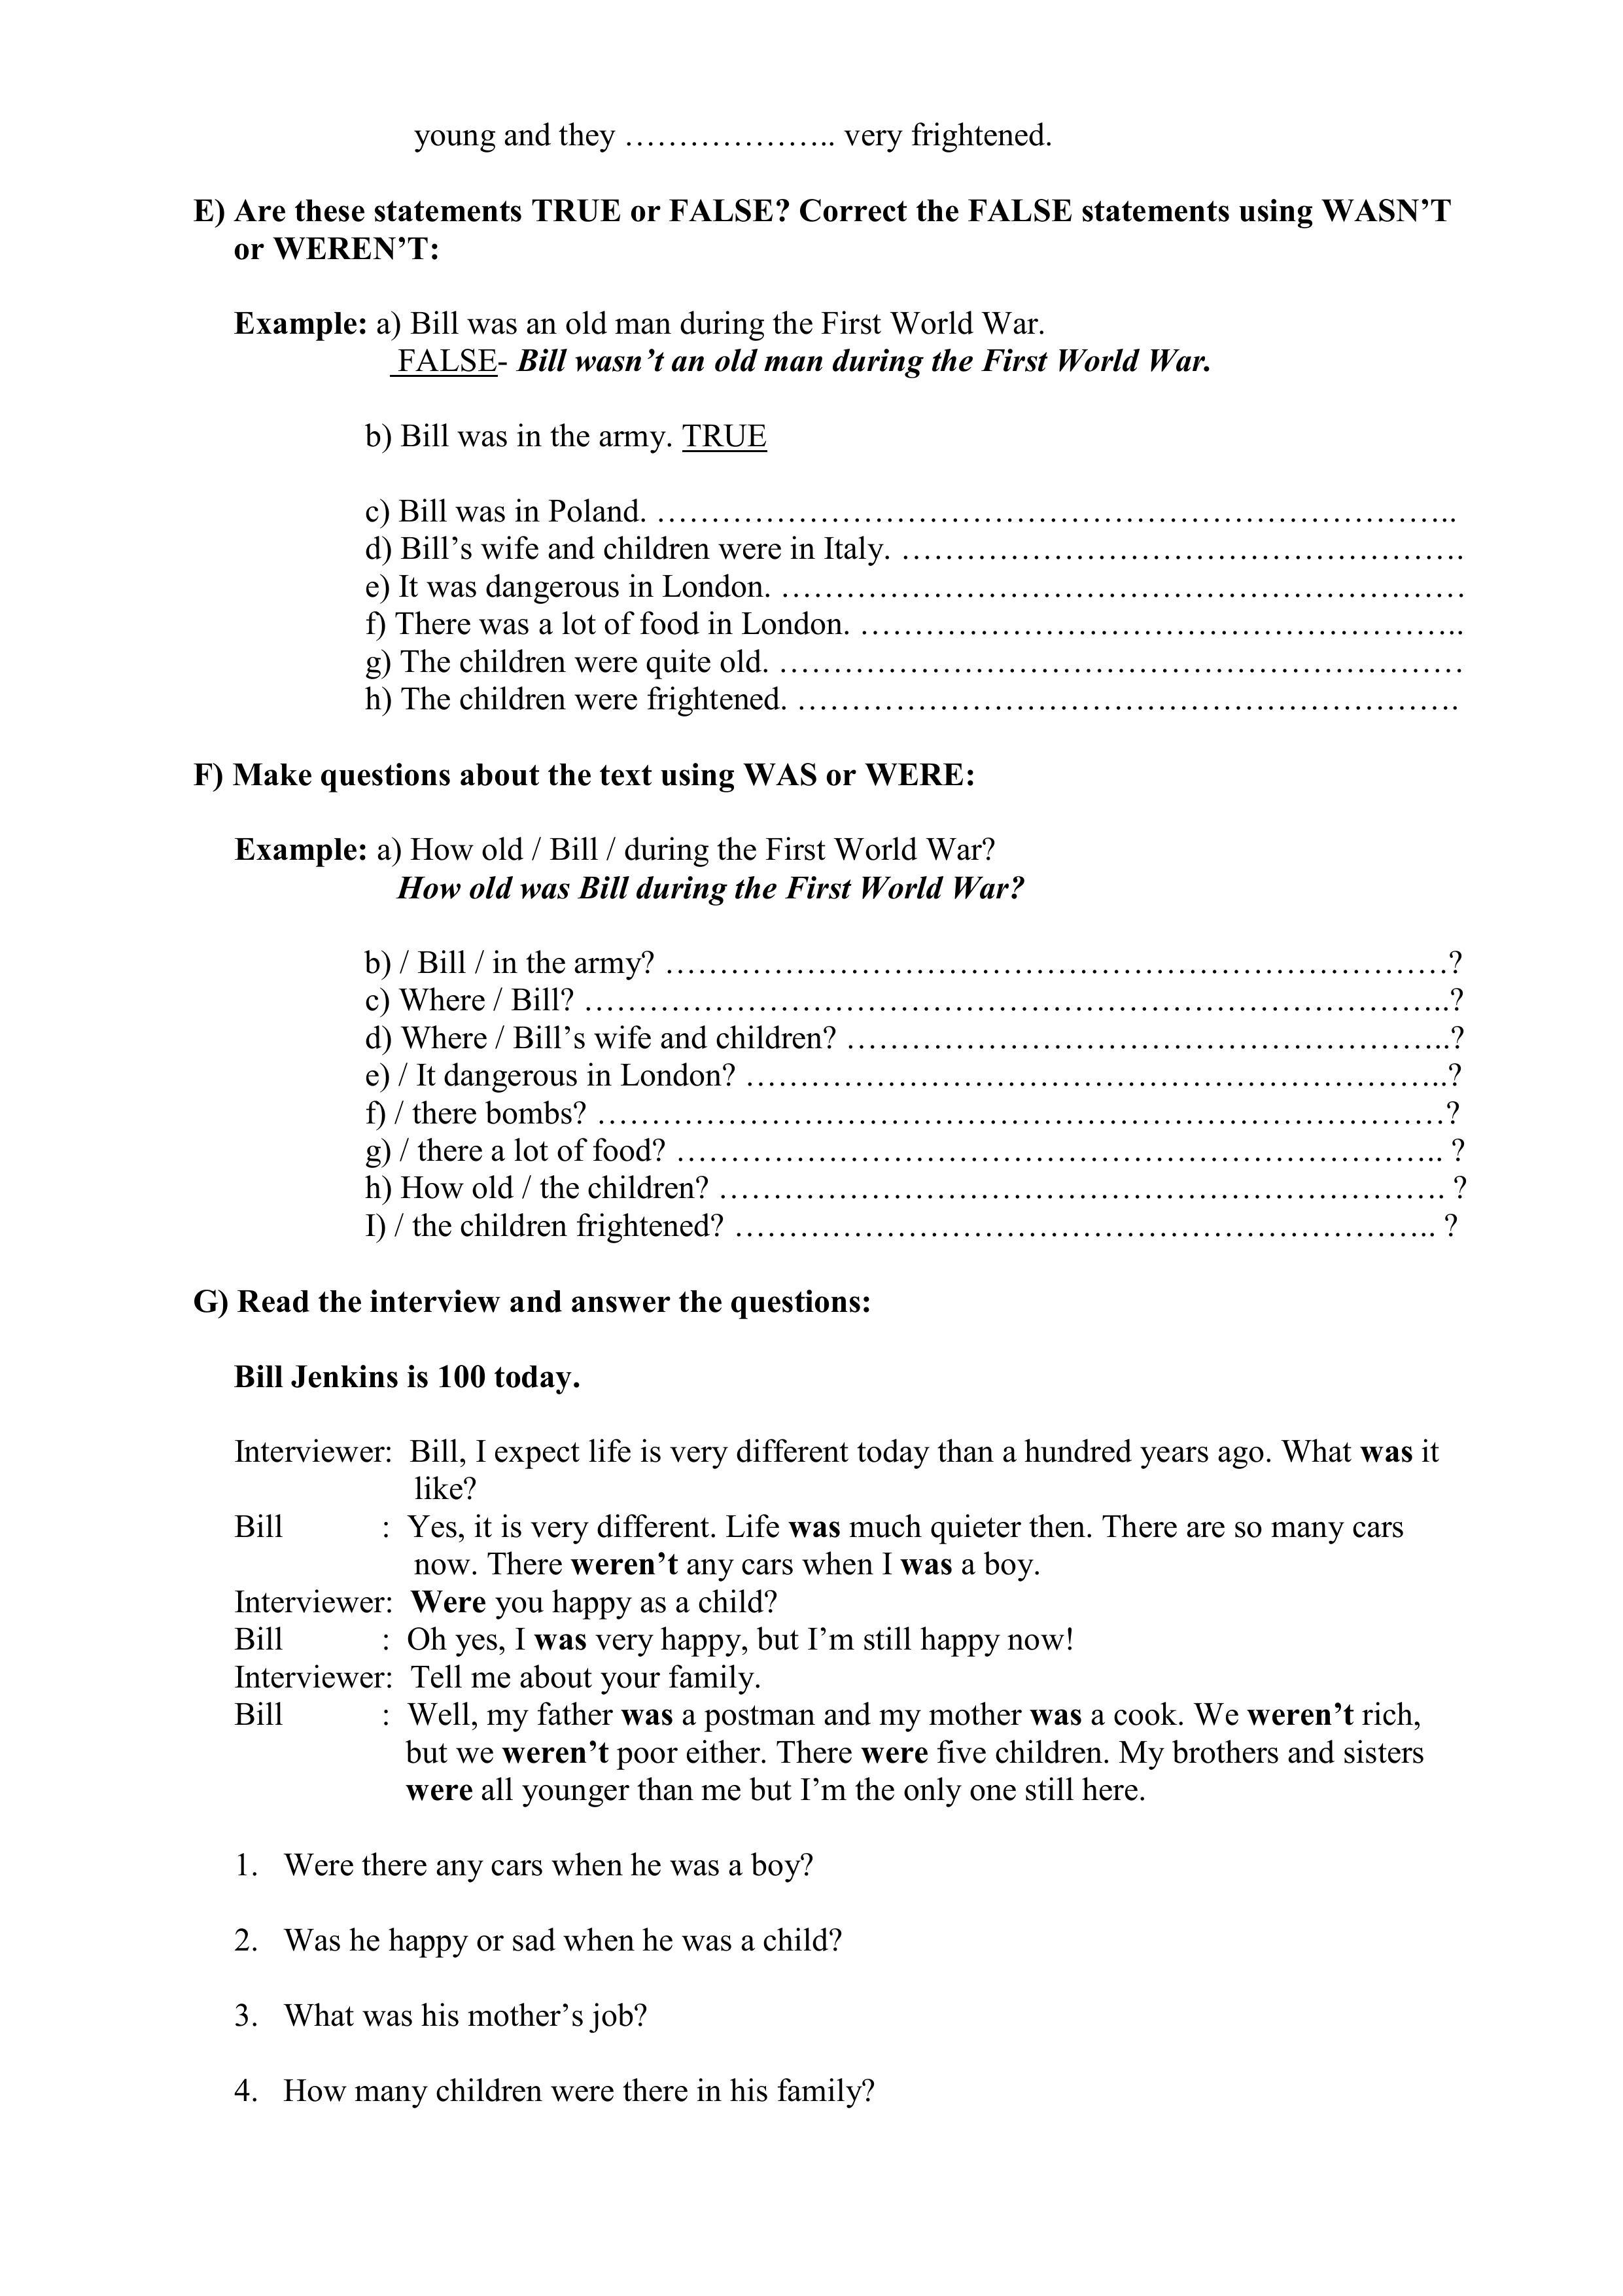 young and they ……………….. very frightened.
E) Are these statements TRUE or FALSE? Correct the FALSE statements using WASN’T
or WEREN’T:
Example: a) Bill was an old man during the First World War.
FALSE- Bill wasn’t an old man during the First World War.
b) Bill was in the army. TRUE
c) Bill was in Poland. ………………………………………………………………..
d) Bill’s wife and children were in Italy. …………………………………………….
e) It was dangerous in London. ………………………………………………………
f) There was a lot of food in London. ………………………………………………..
g) The children were quite old. ………………………………………………………
h) The children were frightened. …………………………………………………….
F) Make questions about the text using WAS or WERE:
Example: a) How old / Bill / during the First World War?
How old was Bill during the First World War?
b) / Bill / in the army? ………………………………………………………………?
c) Where / Bill? ……………………………………………………………………..?
d) Where / Bill’s wife and children? ………………………………………………..?
e) / It dangerous in London? ………………………………………………………..?
f) / there bombs? ……………………………………………………………………?
g) / there a lot of food? …………………………………………………………….. ?
h) How old / the children? …………………………………………………………. ?
I) / the children frightened? ……………………………………………………….. ?
G) Read the interview and answer the questions:
Bill Jenkins is 100 today.
Interviewer: Bill, I expect life is very different today than a hundred years ago. What was it
like?
Bill : Yes, it is very different. Life was much quieter then. There are so many cars
now. There weren’t any cars when I was a boy.
Interviewer: Were you happy as a child?
Bill : Oh yes, I was very happy, but I’m still happy now!
Interviewer: Tell me about your family.
Bill : Well, my father was a postman and my mother was a cook. We weren’t rich,
but we weren’t poor either. There were five children. My brothers and sisters
were all younger than me but I’m the only one still here.
1. Were there any cars when he was a boy?
2. Was he happy or sad when he was a child?
3. What was his mother’s job?
4. How many children were there in his family?